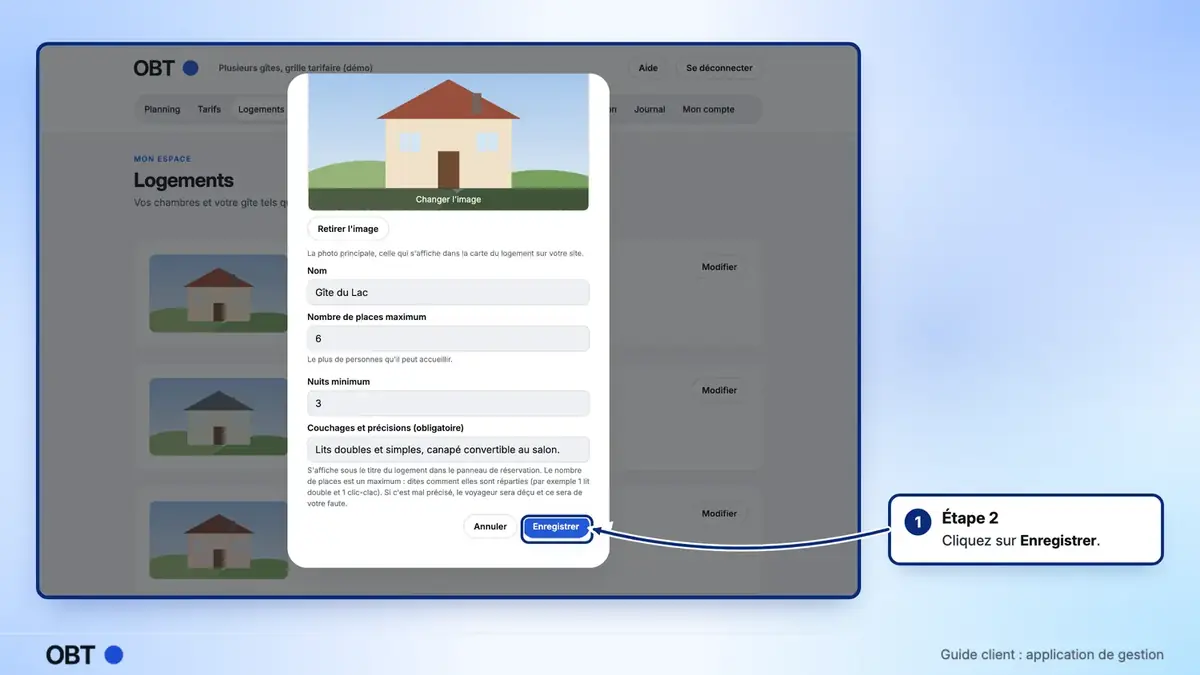 OBT
Plusieurs gîtes, grille tarifaire (démo)
Aide
Se déconnecter
Planning
Tarifs
Logements
Journal
Mon compte
MON ESPACE
Logements
Vos chambres et votre gîte tels
Changer l'image
Retirer l'image
La photo principale, celle qui s'affiche dans la carte du logement sur votre site.
Nom
Gîte du Lac
Nombre de places maximum
6
Le plus de personnes qu'il peut accueillir.
Nuits minimum
3
Couchages et précisions (obligatoire)
Lits doubles et simples, canapé convertible au salon.
S'affiche sous le titre du logement dans le panneau de réservation. Le nombre
de places est un maximum : dites comment elles sont réparties (par exemple 1 lit
double et 1 clic-clac). Si c'est mal précisé, le voyageur sera déçu et ce sera de
votre faute.
Annuler
Enregistrer
Modifier
Modifier
Modifier
1
Étape 2
Cliquez sur Enregistrer.
OBT
Guide client : application de gestion